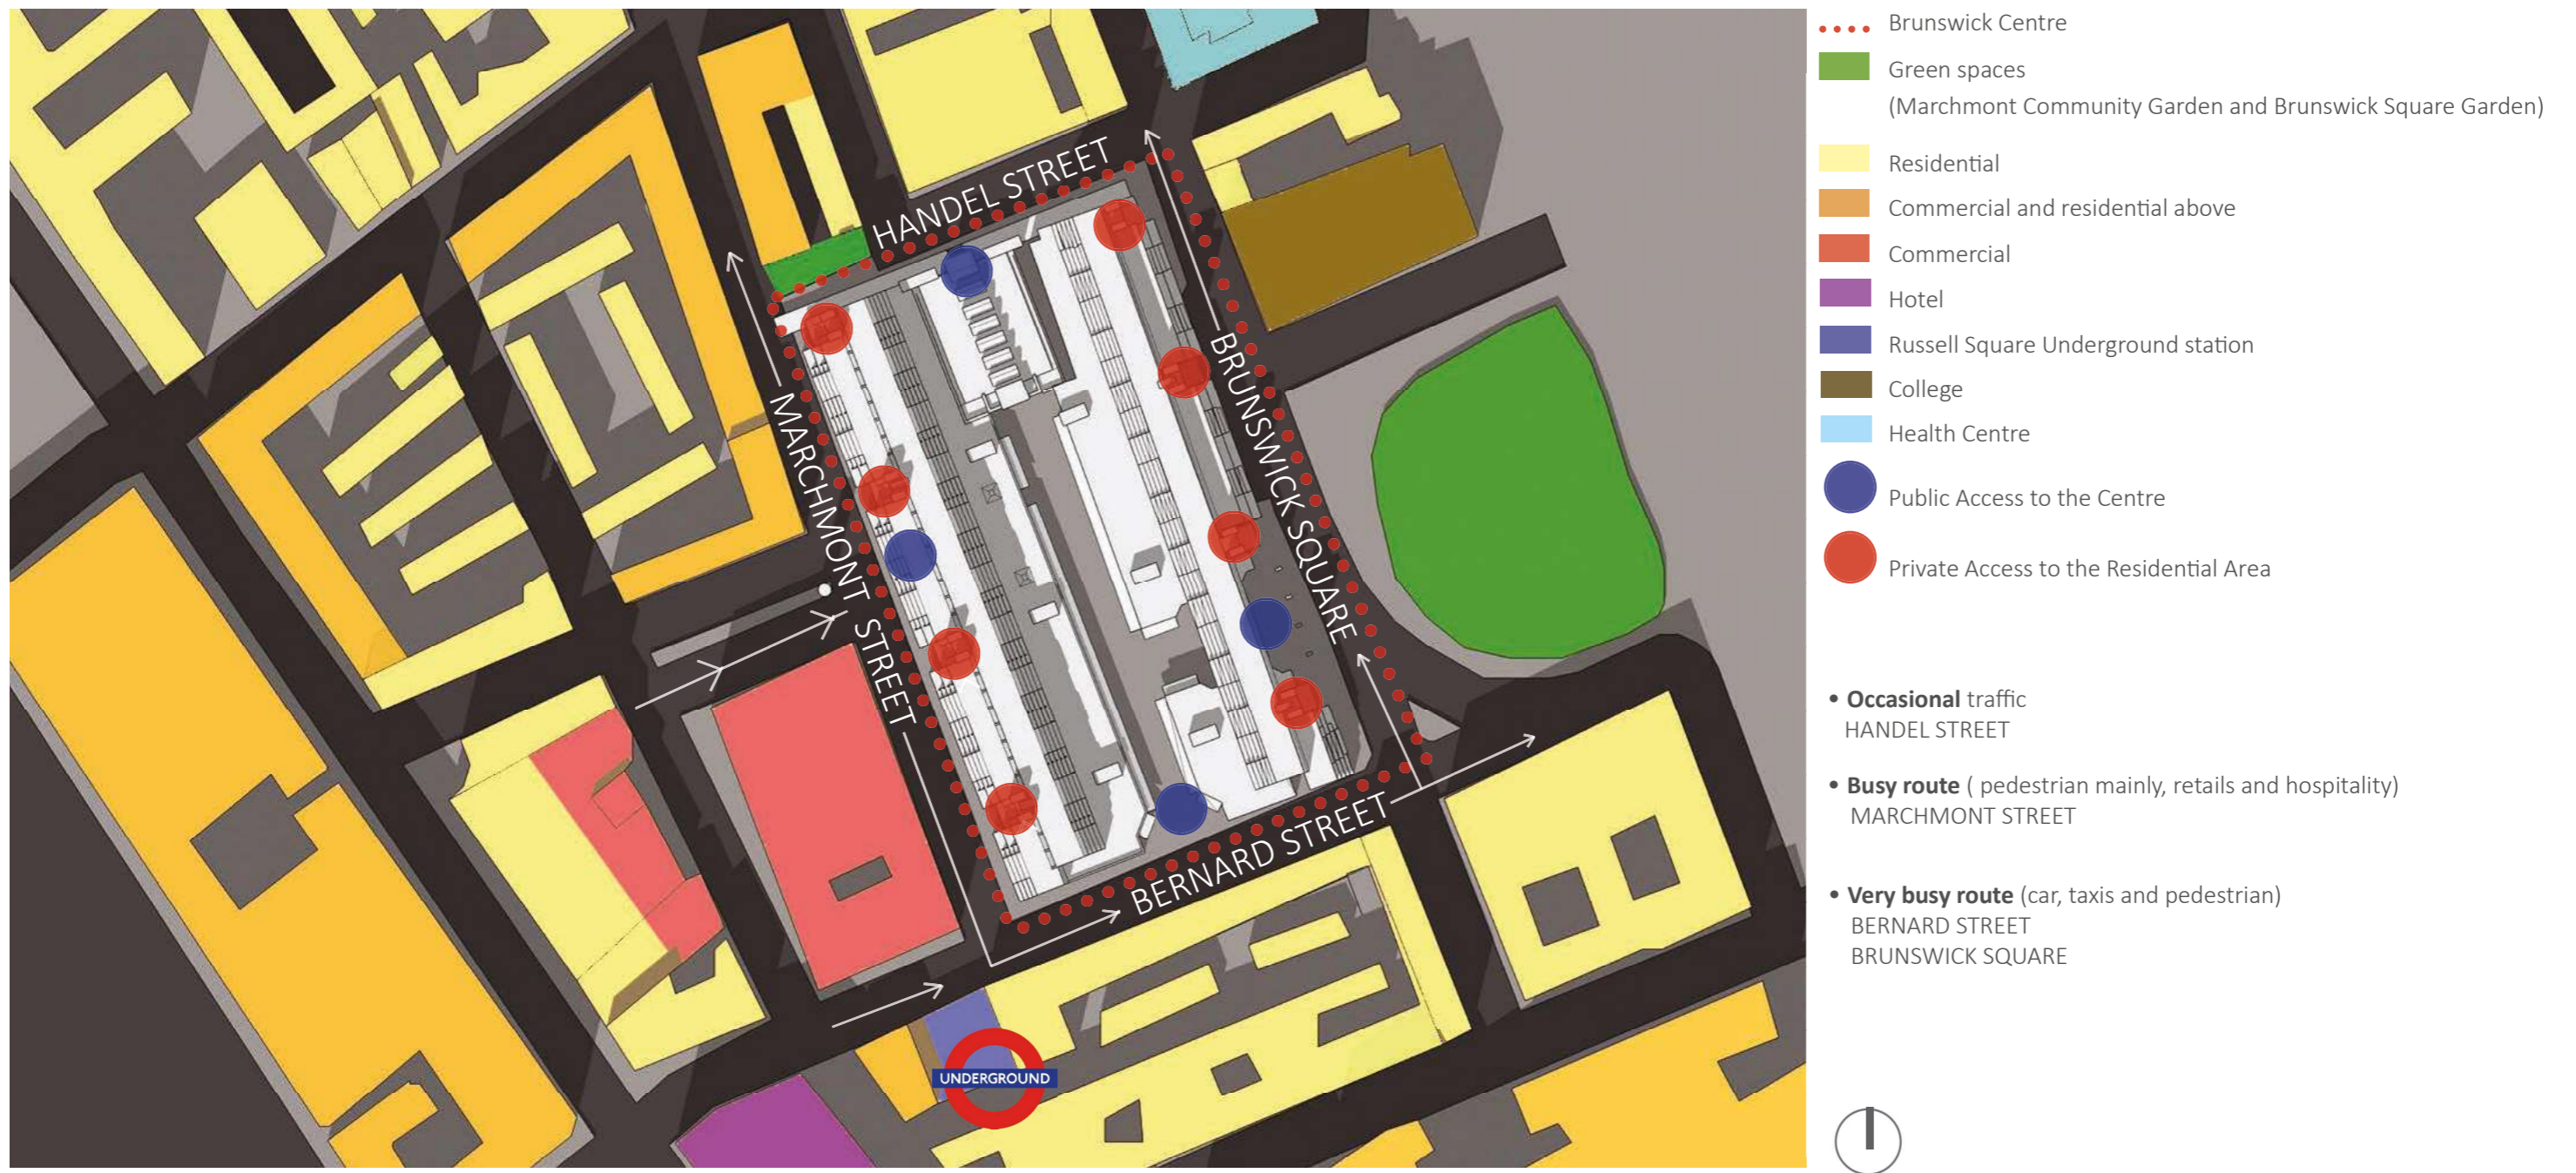 HANDEL STREET
MARCHMONT STREET
BRUNSWICK SQUARE
BERNARD STREET
UNDERGROUND
Brunswick Centre
Green spaces
(Marchmont Community Garden and Brunswick Square Garden)
Residential
Commercial and residential above
Commercial
Hotel
Russell Square Underground station
College
Health Centre
Public Access to the Centre
Private Access to the Residential Area
• Occasional traffic
HANDEL STREET
• Busy route ( pedestrian mainly, retails and hospitality)
MARCHMONT STREET
• Very busy route (car, taxis and pedestrian)
BERNARD STREET
BRUNSWICK SQUARE